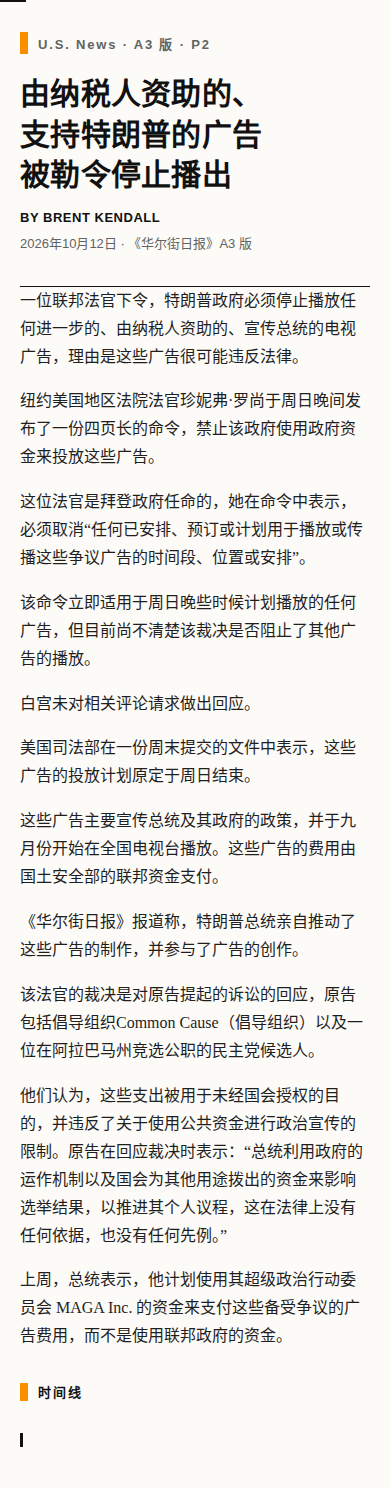 U.S. News · A3 版 · P2
由纳税人资助的、
支持特朗普的广告
被勒令停止播出
BY BRENT KENDALL
2026年10月12日 · 《华尔街日报》A3 版
一位联邦法官下令，特朗普政府必须停止播放任
何进一步的、由纳税人资助的、宣传总统的电视
广告，理由是这些广告很可能违反法律。
纽约美国地区法院法官珍妮弗·罗尚于周日晚间发
布了一份四页长的命令，禁止该政府使用政府资
金来投放这些广告。
这位法官是拜登政府任命的，她在命令中表示，
必须取消“任何已安排、预订或计划用于播放或传
播这些争议广告的时间段、位置或安排”。
该命令立即适用于周日晚些时候计划播放的任何
广告，但目前尚不清楚该裁决是否阻止了其他广
告的播放。
白宫未对相关评论请求做出回应。
美国司法部在一份周末提交的文件中表示，这些
广告的投放计划原定于周日结束。
这些广告主要宣传总统及其政府的政策，并于九
月份开始在全国电视台播放。这些广告的费用由
国土安全部的联邦资金支付。
《华尔街日报》报道称，特朗普总统亲自推动了
这些广告的制作，并参与了广告的创作。
该法官的裁决是对原告提起的诉讼的回应，原告
包括倡导组织Common Cause（倡导组织）以及一
位在阿拉巴马州竞选公职的民主党候选人。
他们认为，这些支出被用于未经国会授权的目
的，并违反了关于使用公共资金进行政治宣传的
限制。原告在回应裁决时表示：“总统利用政府的
运作机制以及国会为其他用途拨出的资金来影响
选举结果，以推进其个人议程，这在法律上没有
任何依据，也没有任何先例。”
上周，总统表示，他计划使用其超级政治行动委
员会 MAGA Inc. 的资金来支付这些备受争议的广
告费用，而不是使用联邦政府的资金。
时间线